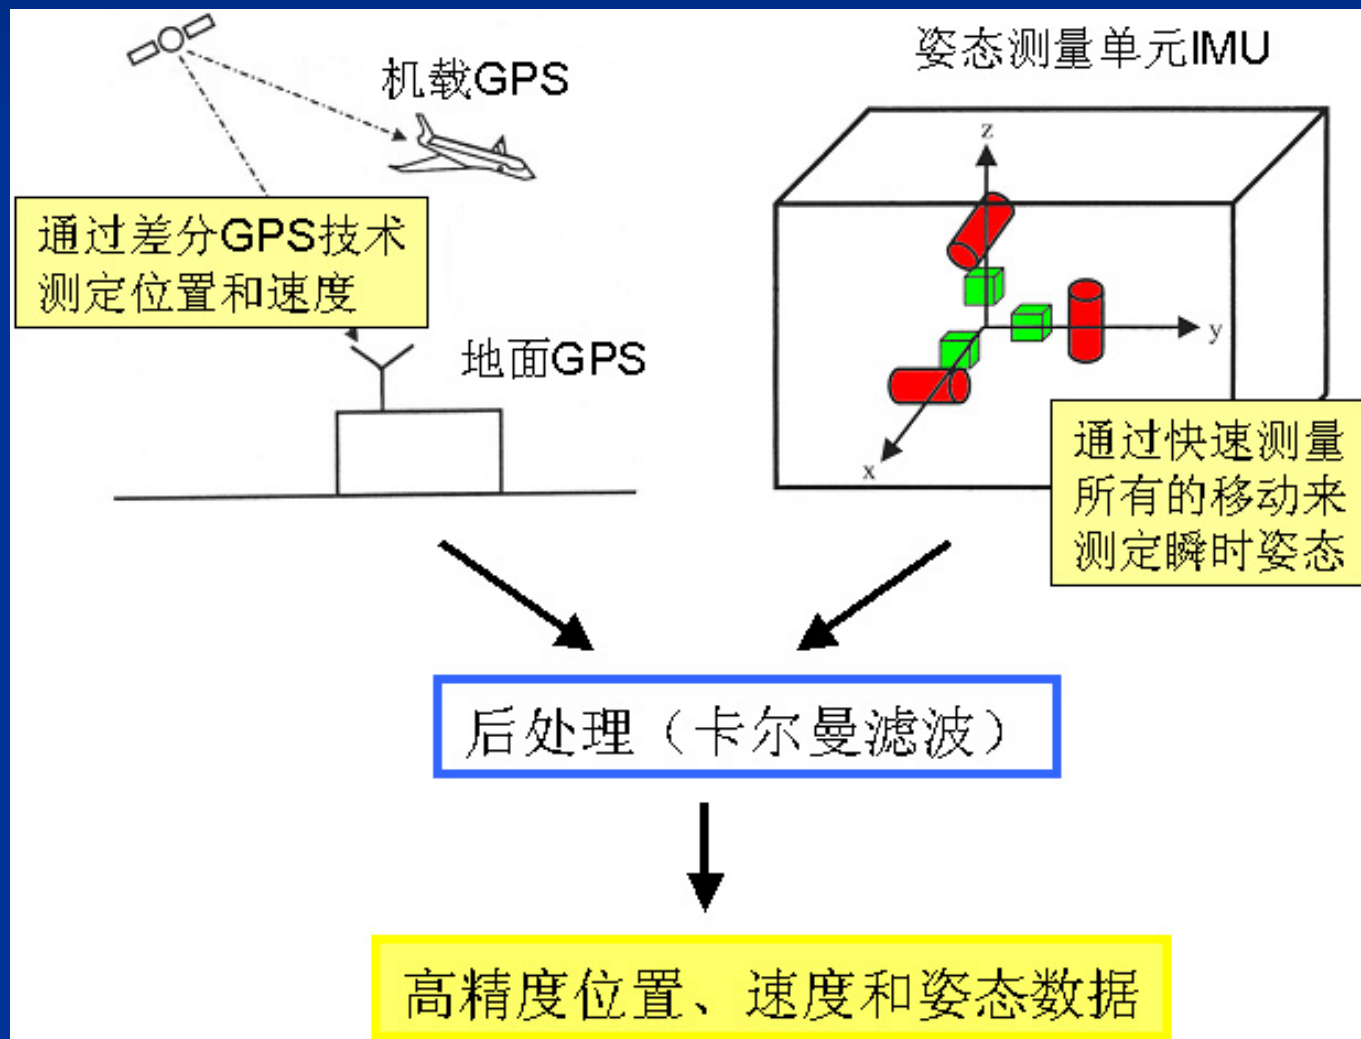 机载GPS
通过差分GPS技术
测定位置和速度
地面GPS
姿态测量单元IMU
z
y
x
通过快速测量
所有的移动来
测定瞬时姿态
后处理（卡尔曼滤波）
高精度位置、速度和姿态数据